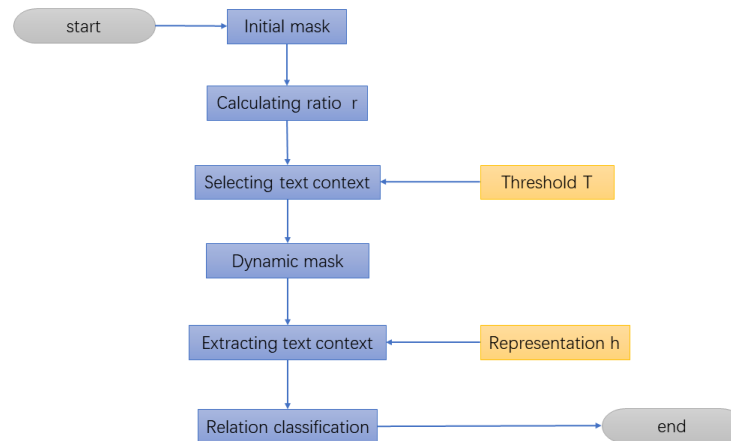 start
Initial mask
Calculating ratio r
Selecting text context
Threshold T
Dynamic mask
Extracting text context
Representation h
Relation classification
end